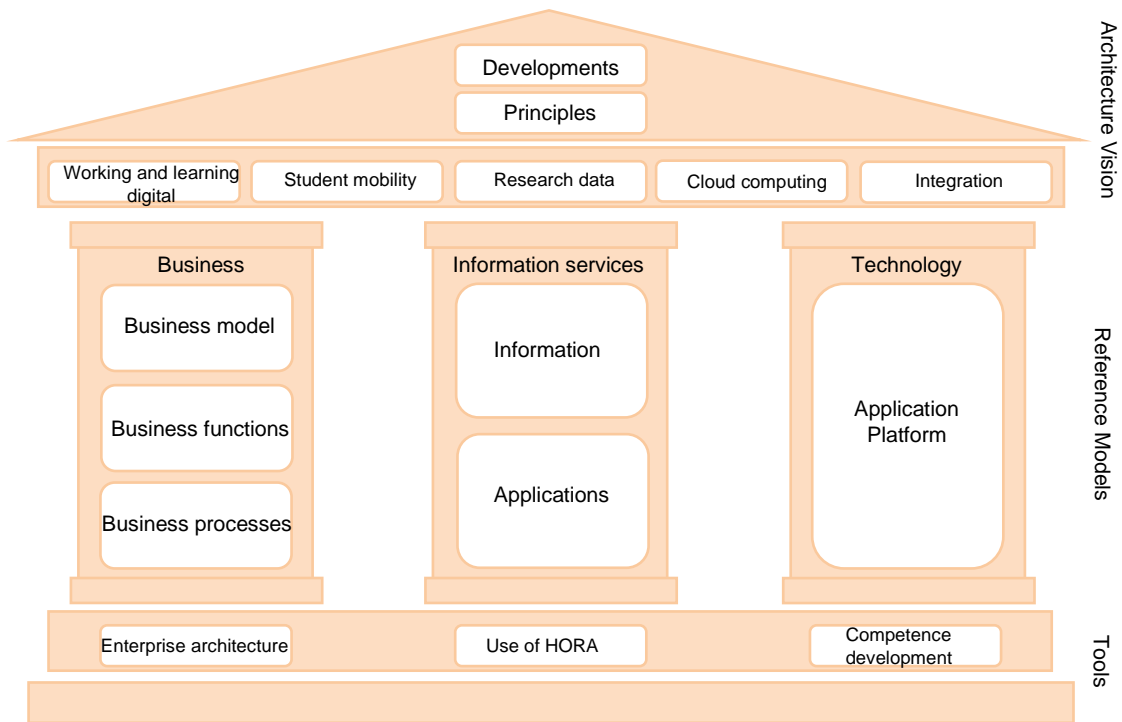 Developments
Principles
Architecture Vision
Working and learning
digital
Student mobility
Research data
Cloud computing
Integration
Business
Business model
Business functions
Business processes
Information services
Information
Applications
Technology
Application
Platform
Reference Models
Enterprise architecture
Use of HORA
Competence
development
Tools